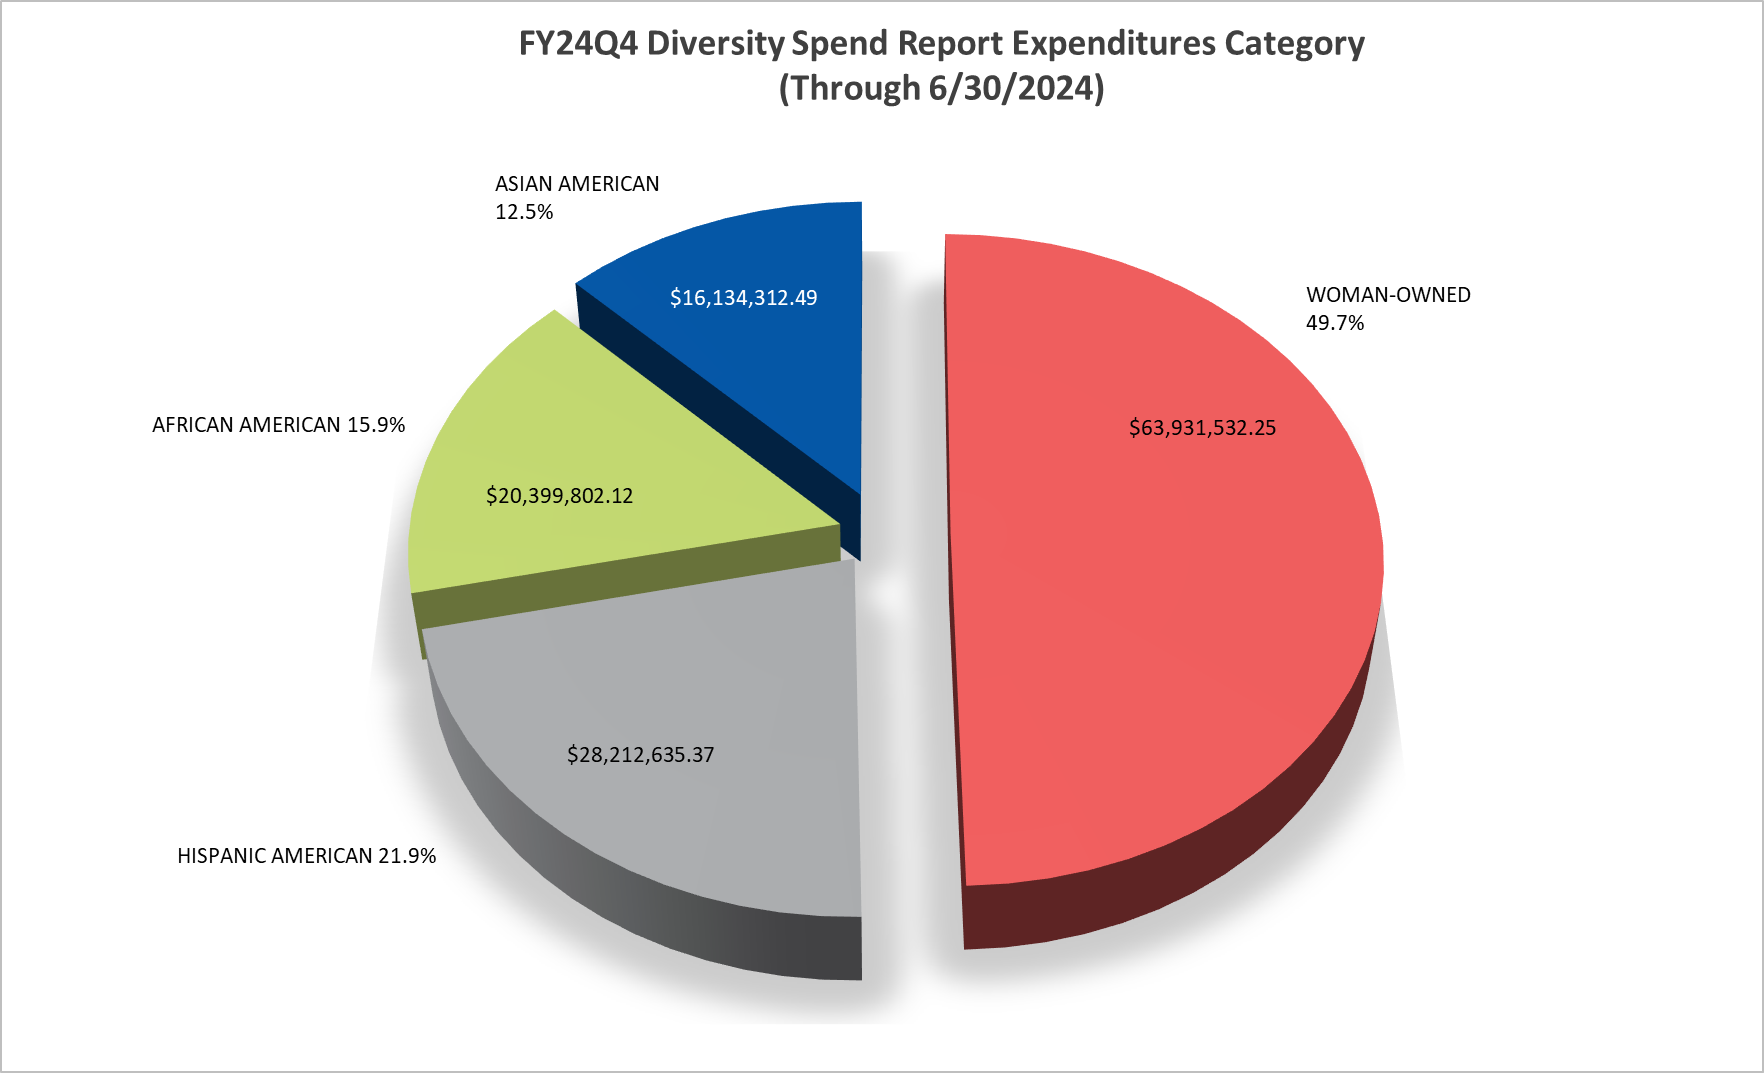 FY24Q4 Diversity Spend Report Expenditures Category
(Through 6/30/2024)
ASIAN AMERICAN
12.5%
$16,134,312.49
WOMAN-OWNED
49.7%
$63,931,532.25
AFRICAN AMERICAN 15.9%
$20,399,802.12
$28,212,635.37
HISPANIC AMERICAN 21.9%